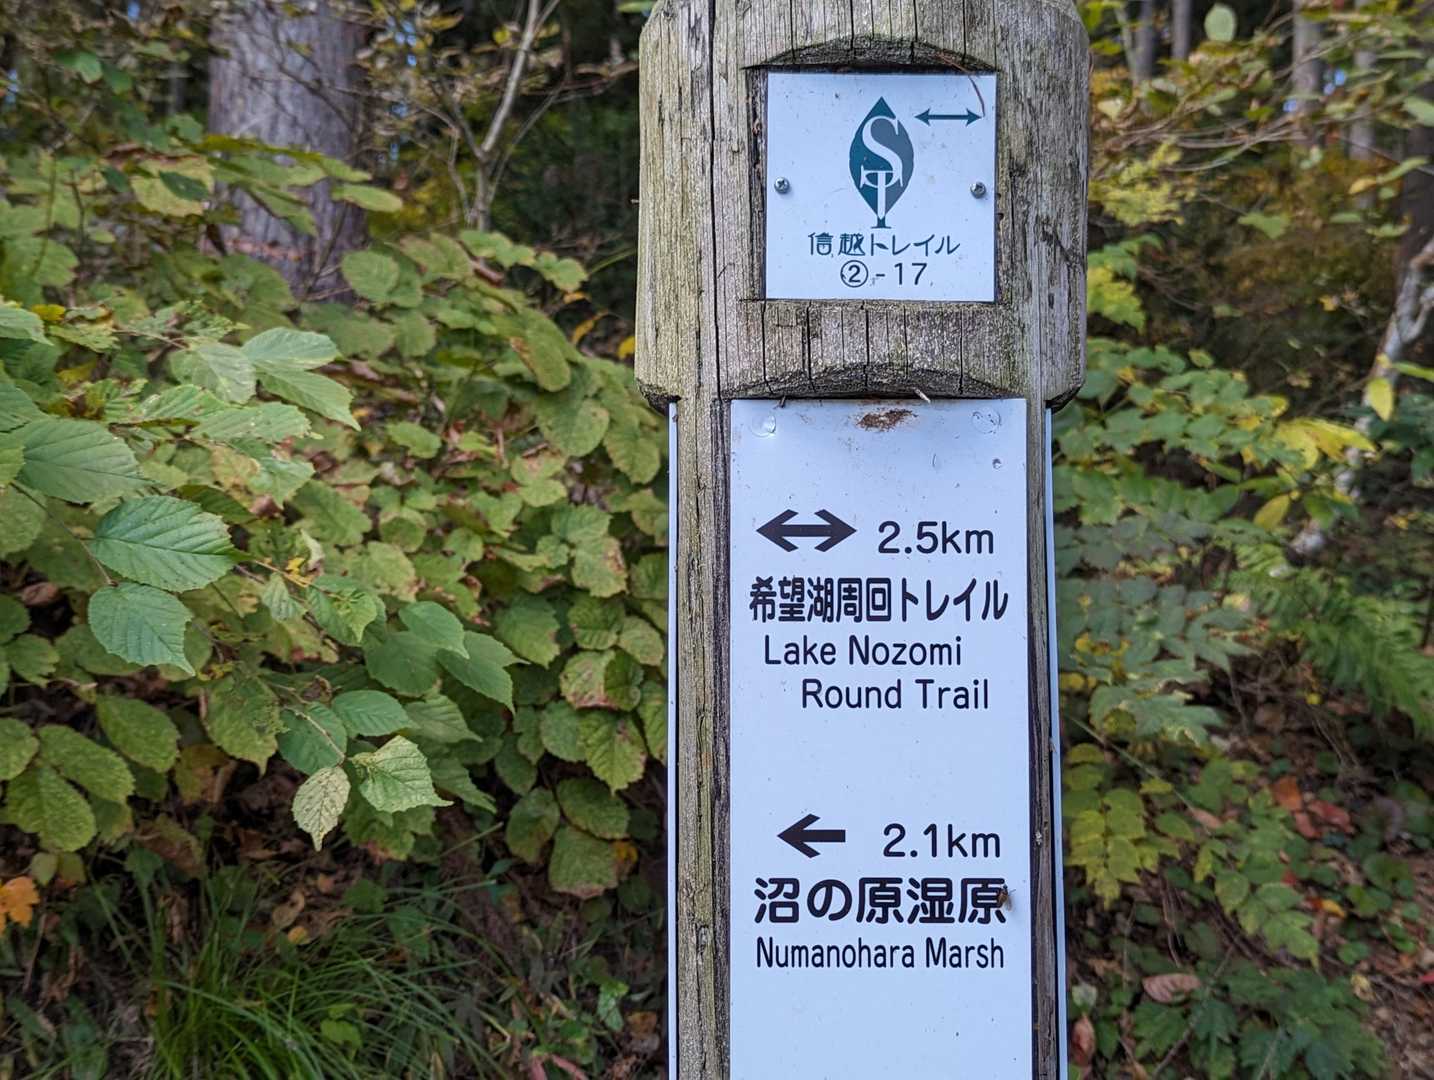 ST
信越トレイル
②-17
2.5km
希望湖周回トレイル
Lake Nozomi
Round Trail
2.1km
沼の原湿原
Numanohara Marsh